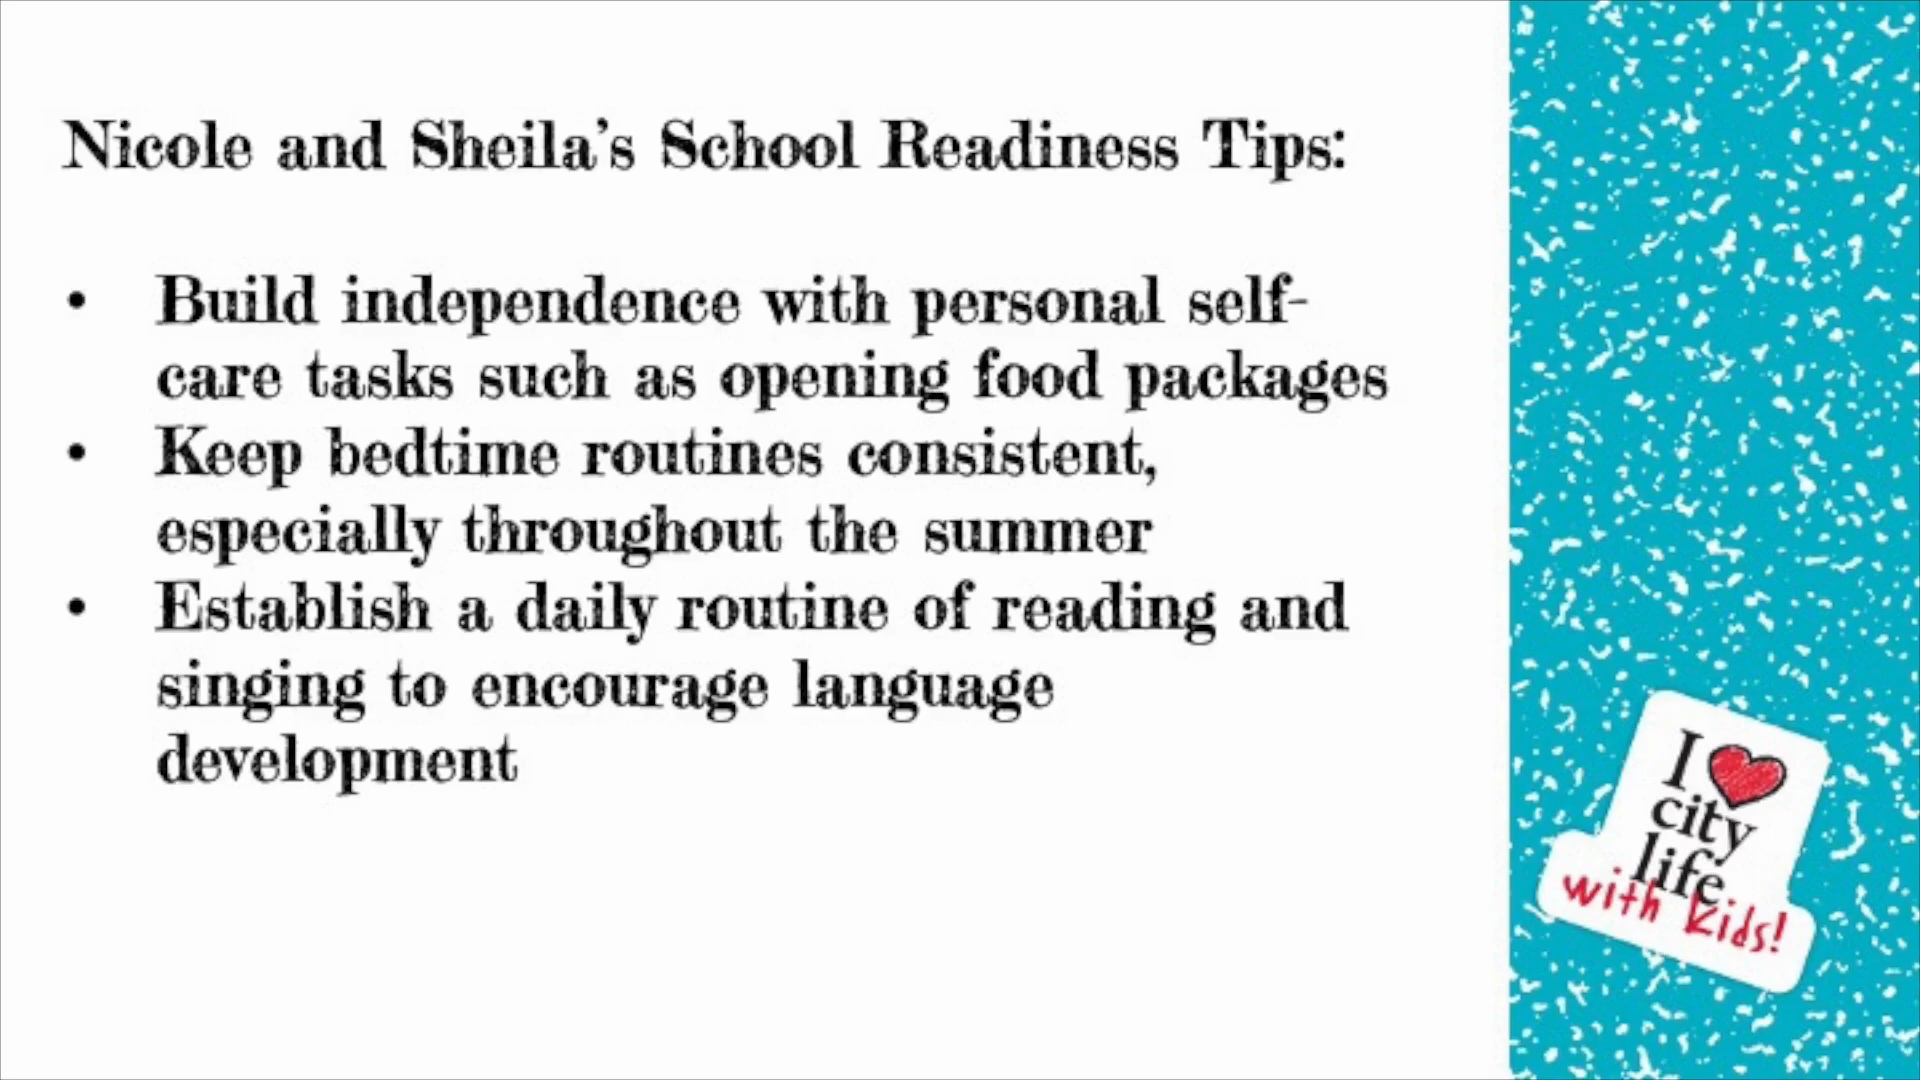 Nicole and Sheila's School Readiness Tips:
• Build independence with personal self-
care tasks such as opening food packages
• Keep bedtime routines consistent,
especially throughout the summer
• Establish a daily routine of reading and
singing to encourage language
development
I
city
life
with kids!